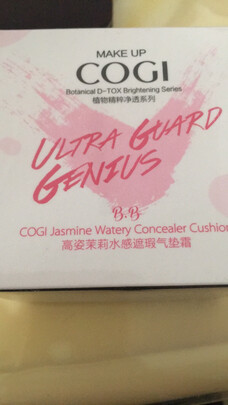 MAKE UP
COGI
Botanical D-TOX Brightening Series
植物精粹净透系列
ULTRA GUARD
GENIUS
B.B
COGI Jasmine Watery Concealer Cushion
高姿茉莉水感遮瑕气垫霜